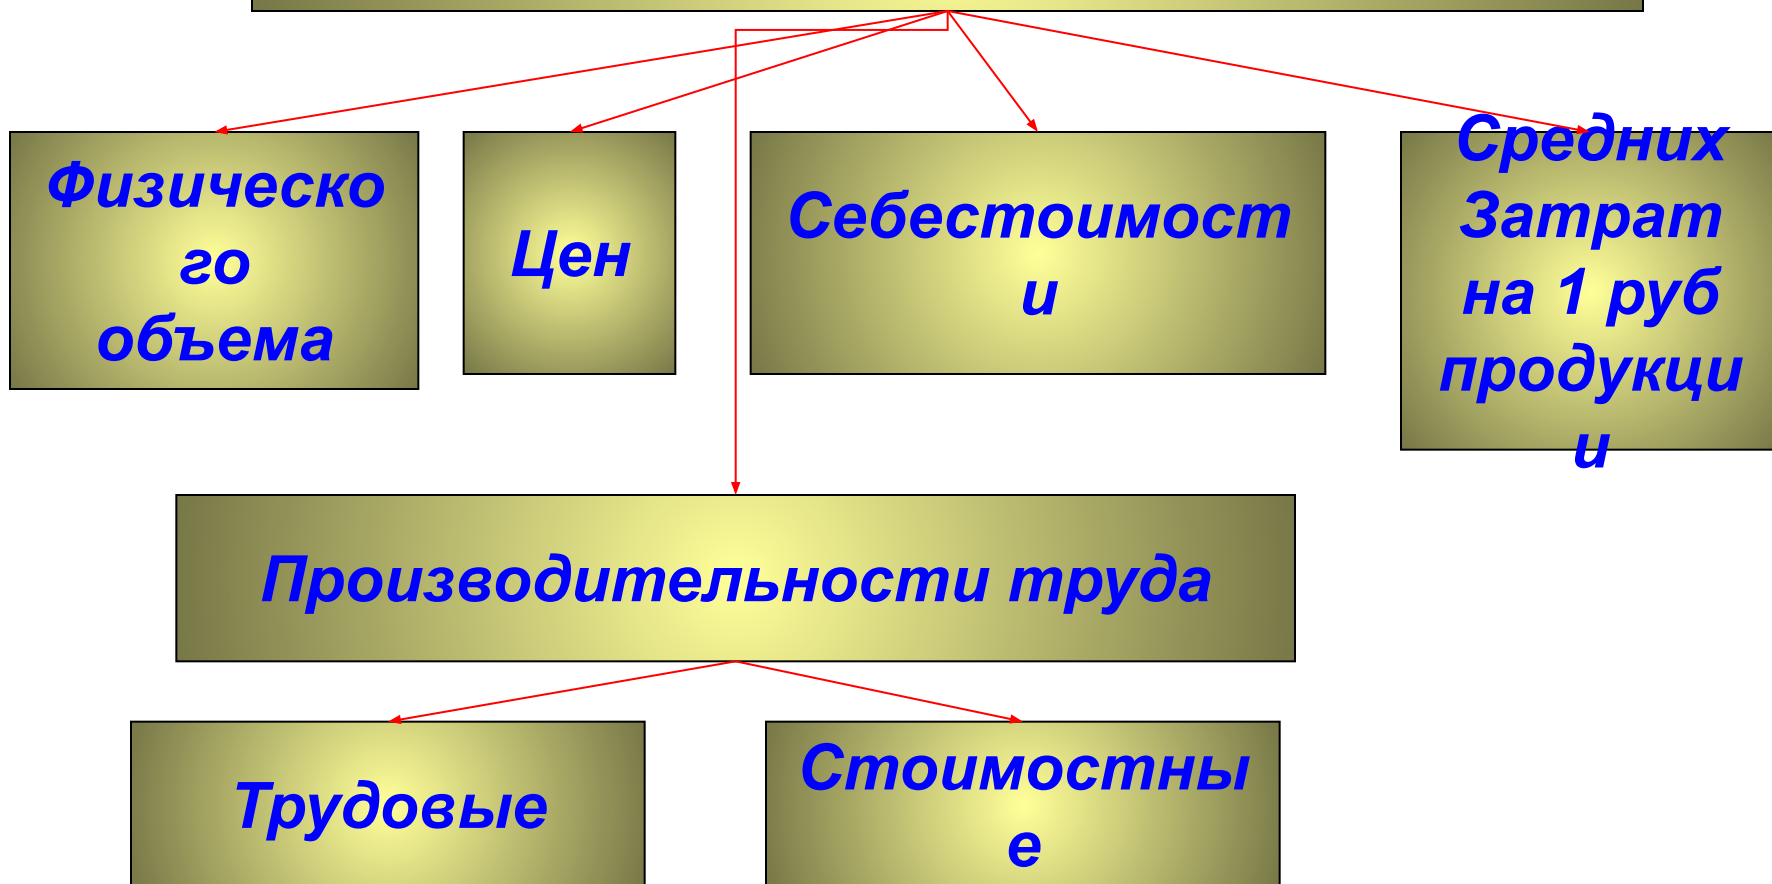 Физическо
го
объема
Цен
Себестоимост
и
Средних
Затрат
на 1 руб
продукци
и
Производительности труда
Трудовые
Стоимостны
е